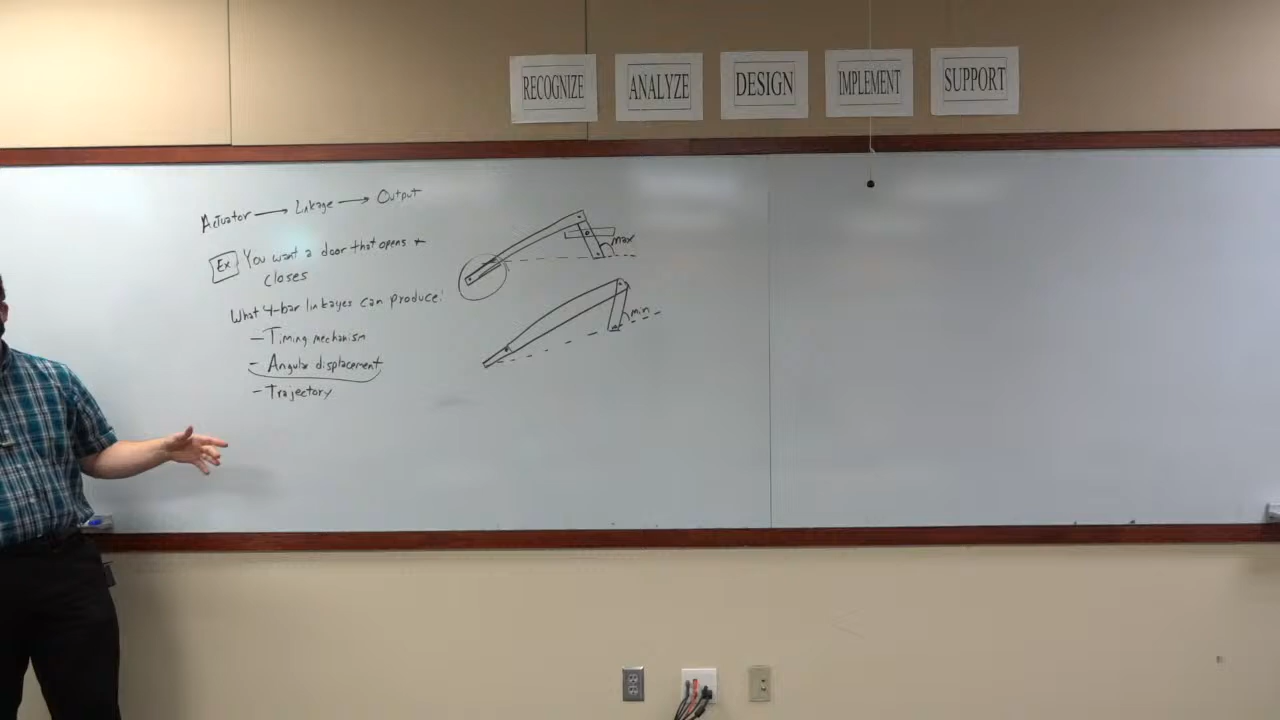 RECOGNIZE
ANALYZE
DESIGN
IMPLEMENT
SUPPORT
Actuator → Linkage → Output
Ex You want a door that opens +
closes
What 4-bar linkages can produce:
- Timing mechanism
- Angular displacement
- Trajectory
max
min